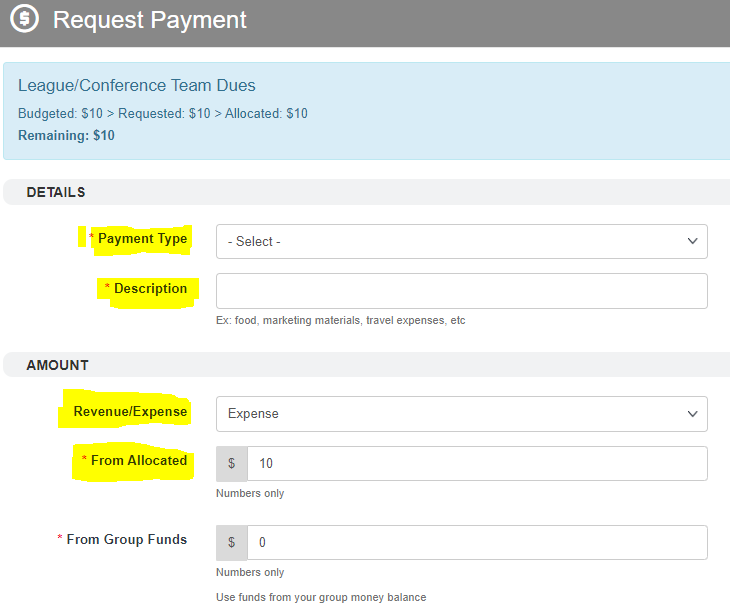 Request Payment
League/Conference Team Dues
Budgeted: $10 > Requested: $10 > Allocated: $10
Remaining: $10
DETAILS
* Payment Type
- Select -
* Description
Ex: food, marketing materials, travel expenses, etc
AMOUNT
Revenue/Expense
Expense
* From Allocated
$ 10
Numbers only
* From Group Funds
$ 0
Numbers only
Use funds from your group money balance